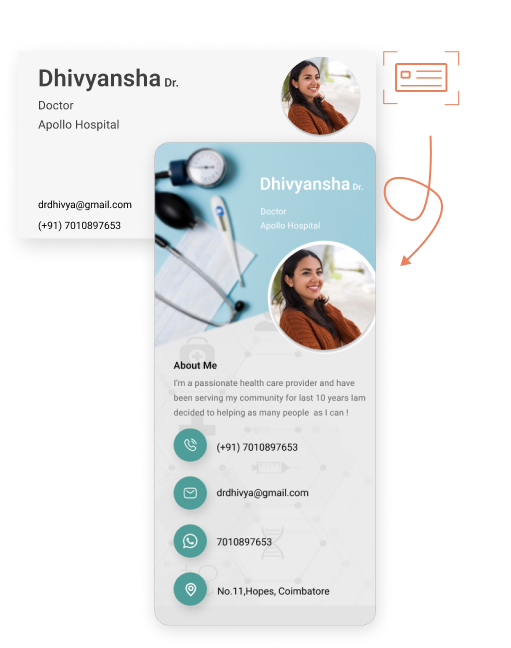 Dhivyansha Dr.
Doctor
Apollo Hospital
drdhivya@gmail.com
(+91) 7010897653
Dhivyansha Dr.
Doctor
Apollo Hospital
About Me
I'm a passionate health care provider and have
been serving my community for last 10 years Iam
decided to helping as many people as I can !
(+91) 7010897653
drdhivya@gmail.com
7010897653
No.11,Hopes, Coimbatore